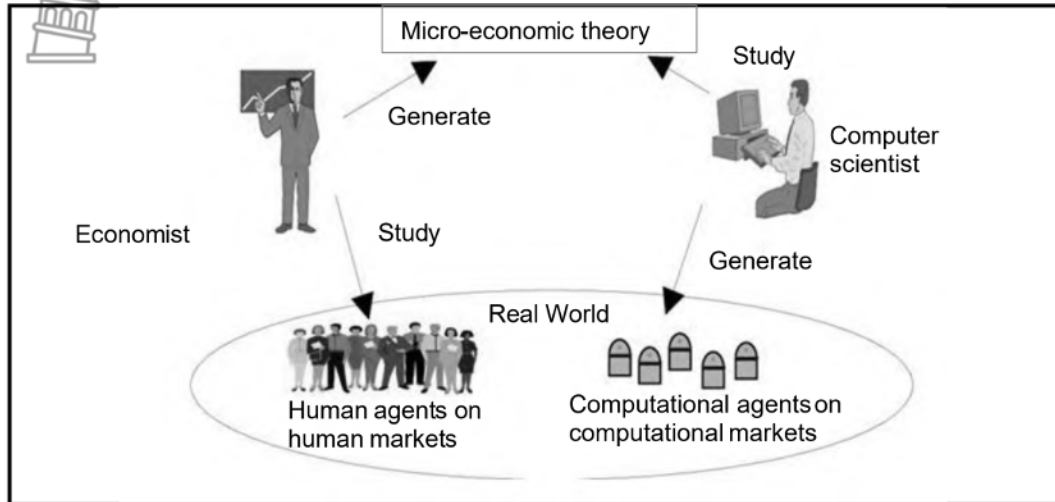 Micro-economic theory
Study
Generate
Computer
scientist
Economist
Study
Generate
Real World
Human agents on
human markets
Computational agents on
computational markets